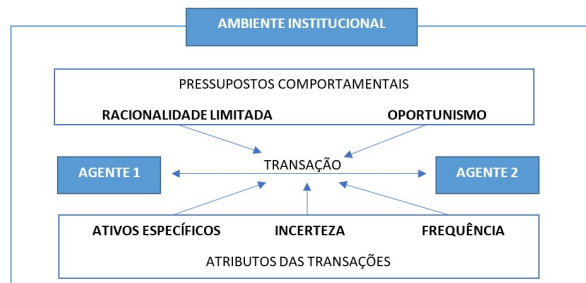 AMBIENTE INSTITUCIONAL
PRESSUPOSTOS COMPORTAMENTAIS
RACIONALIDADE LIMITADA OPORTUNISMO
TRANSAÇÃO
AGENTE 1 AGENTE 2
ATIVOS ESPECÍFICOS INCERTEZA FREQUÊNCIA
ATRIBUTOS DAS TRANSAÇÕES